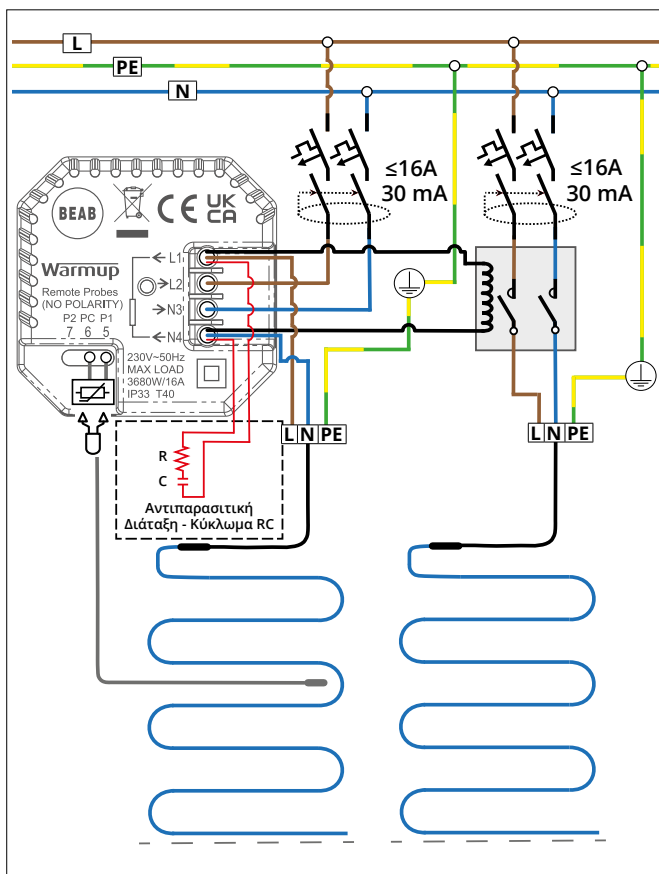 L
PE
N
≤16A
30 mA
≤16A
30 mA
BEAB
CE
UK
CA
Warmup
Remote Probes
(NO POLARITY)
P2 PC P1
7 6 5
L1
L2
N3
N4
230V~50Hz
MAX LOAD
3680W/16A
IP33 T40
L N PE
L N PE
R
C
Αντιπαρασιτική
Διάταξη - Κύκλωμα RC